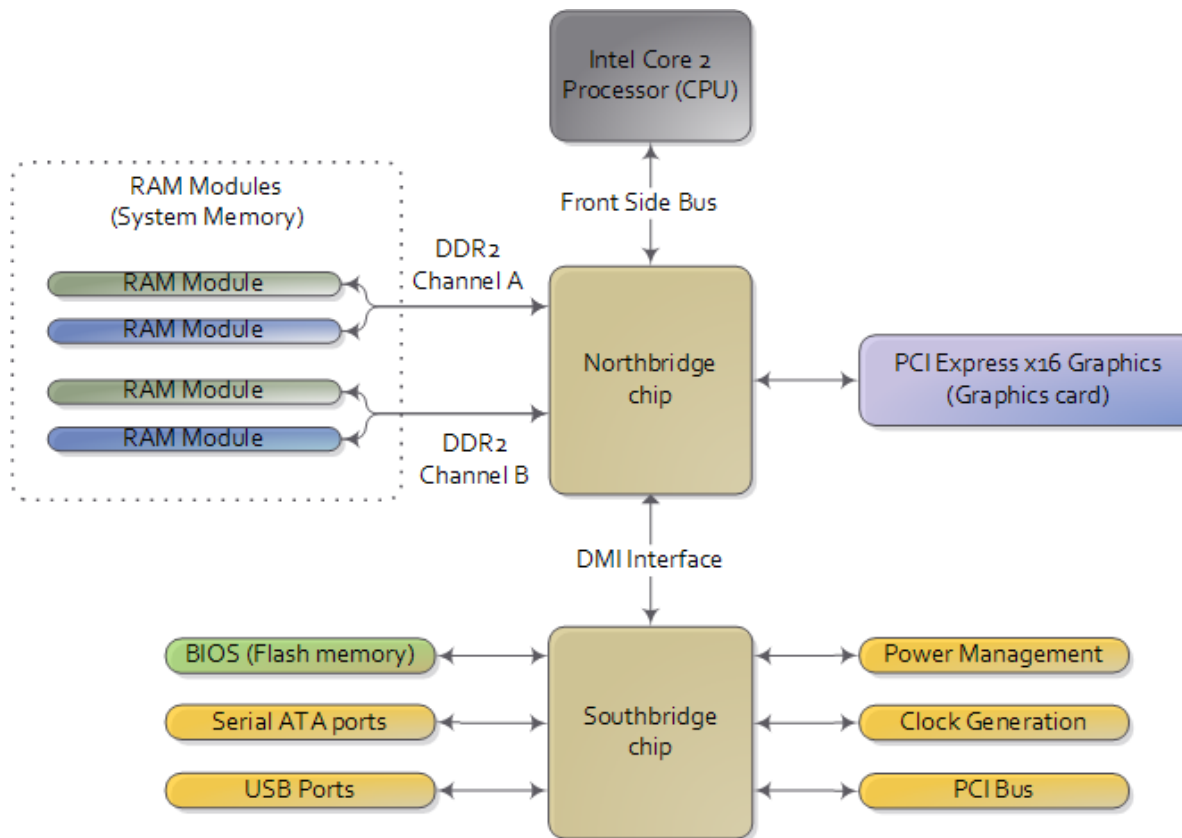 Intel Core 2
Processor (CPU)
Front Side Bus
RAM Modules
(System Memory)
RAM Module
RAM Module
RAM Module
RAM Module
DDR2
Channel A
DDR2
Channel B
Northbridge
chip
PCI Express x16 Graphics
(Graphics card)
DMI Interface
BIOS (Flash memory)
Serial ATA ports
USB Ports
Southbridge
chip
Power Management
Clock Generation
PCI Bus